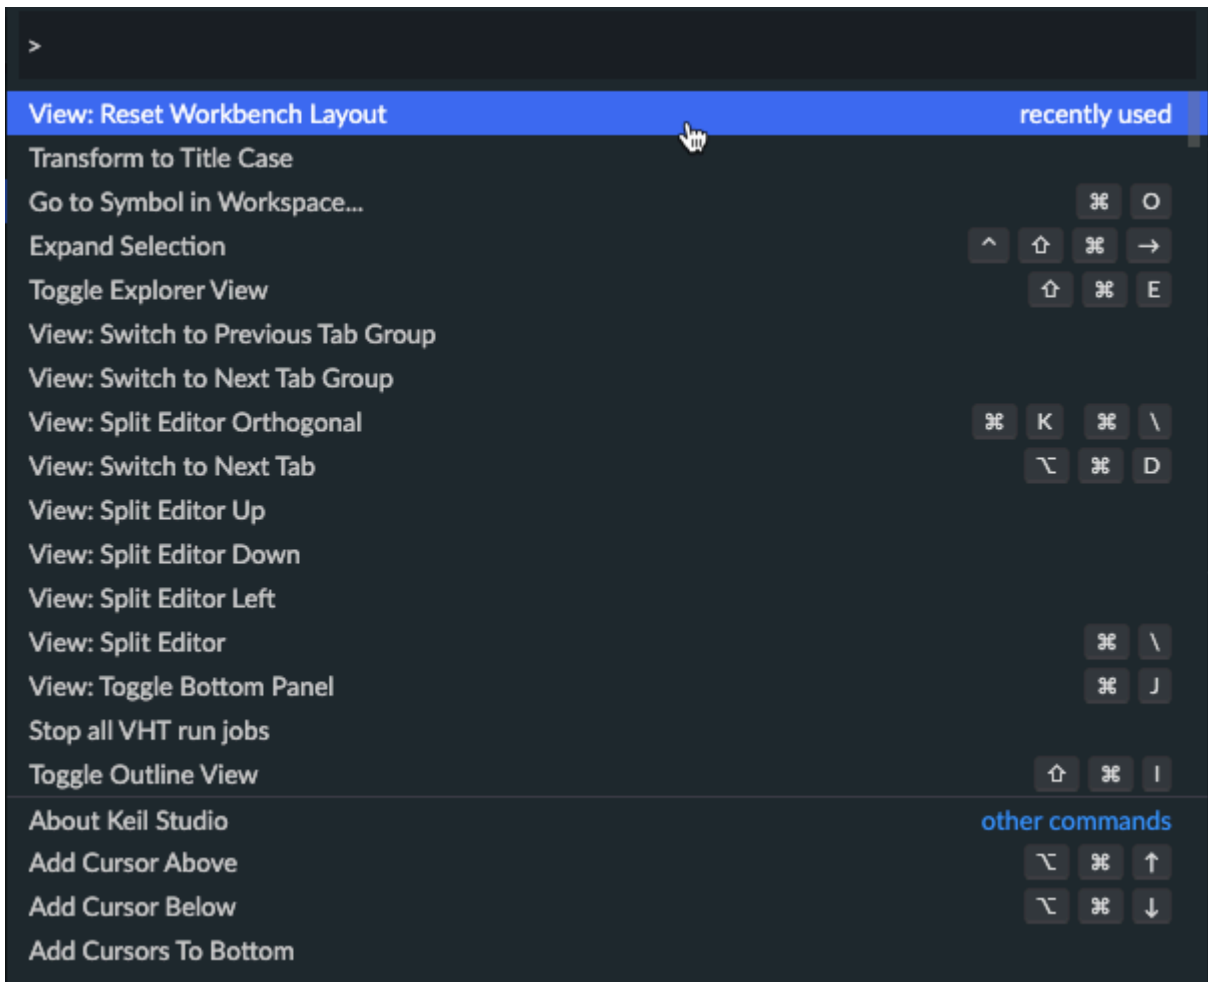 >
View: Reset Workbench Layout recently used
Transform to Title Case
Go to Symbol in Workspace... ⌘ O
Expand Selection ^ ⇧ ⌘ →
Toggle Explorer View ⇧ ⌘ E
View: Switch to Previous Tab Group
View: Switch to Next Tab Group
View: Split Editor Orthogonal ⌘ K ⌘ \
View: Switch to Next Tab ⌥ ⌘ D
View: Split Editor Up
View: Split Editor Down
View: Split Editor Left
View: Split Editor ⌘ \
View: Toggle Bottom Panel ⌘ J
Stop all VHT run jobs
Toggle Outline View ⇧ ⌘ I
About Keil Studio other commands
Add Cursor Above ⌥ ⌘ ↑
Add Cursor Below ⌥ ⌘ ↓
Add Cursors To Bottom